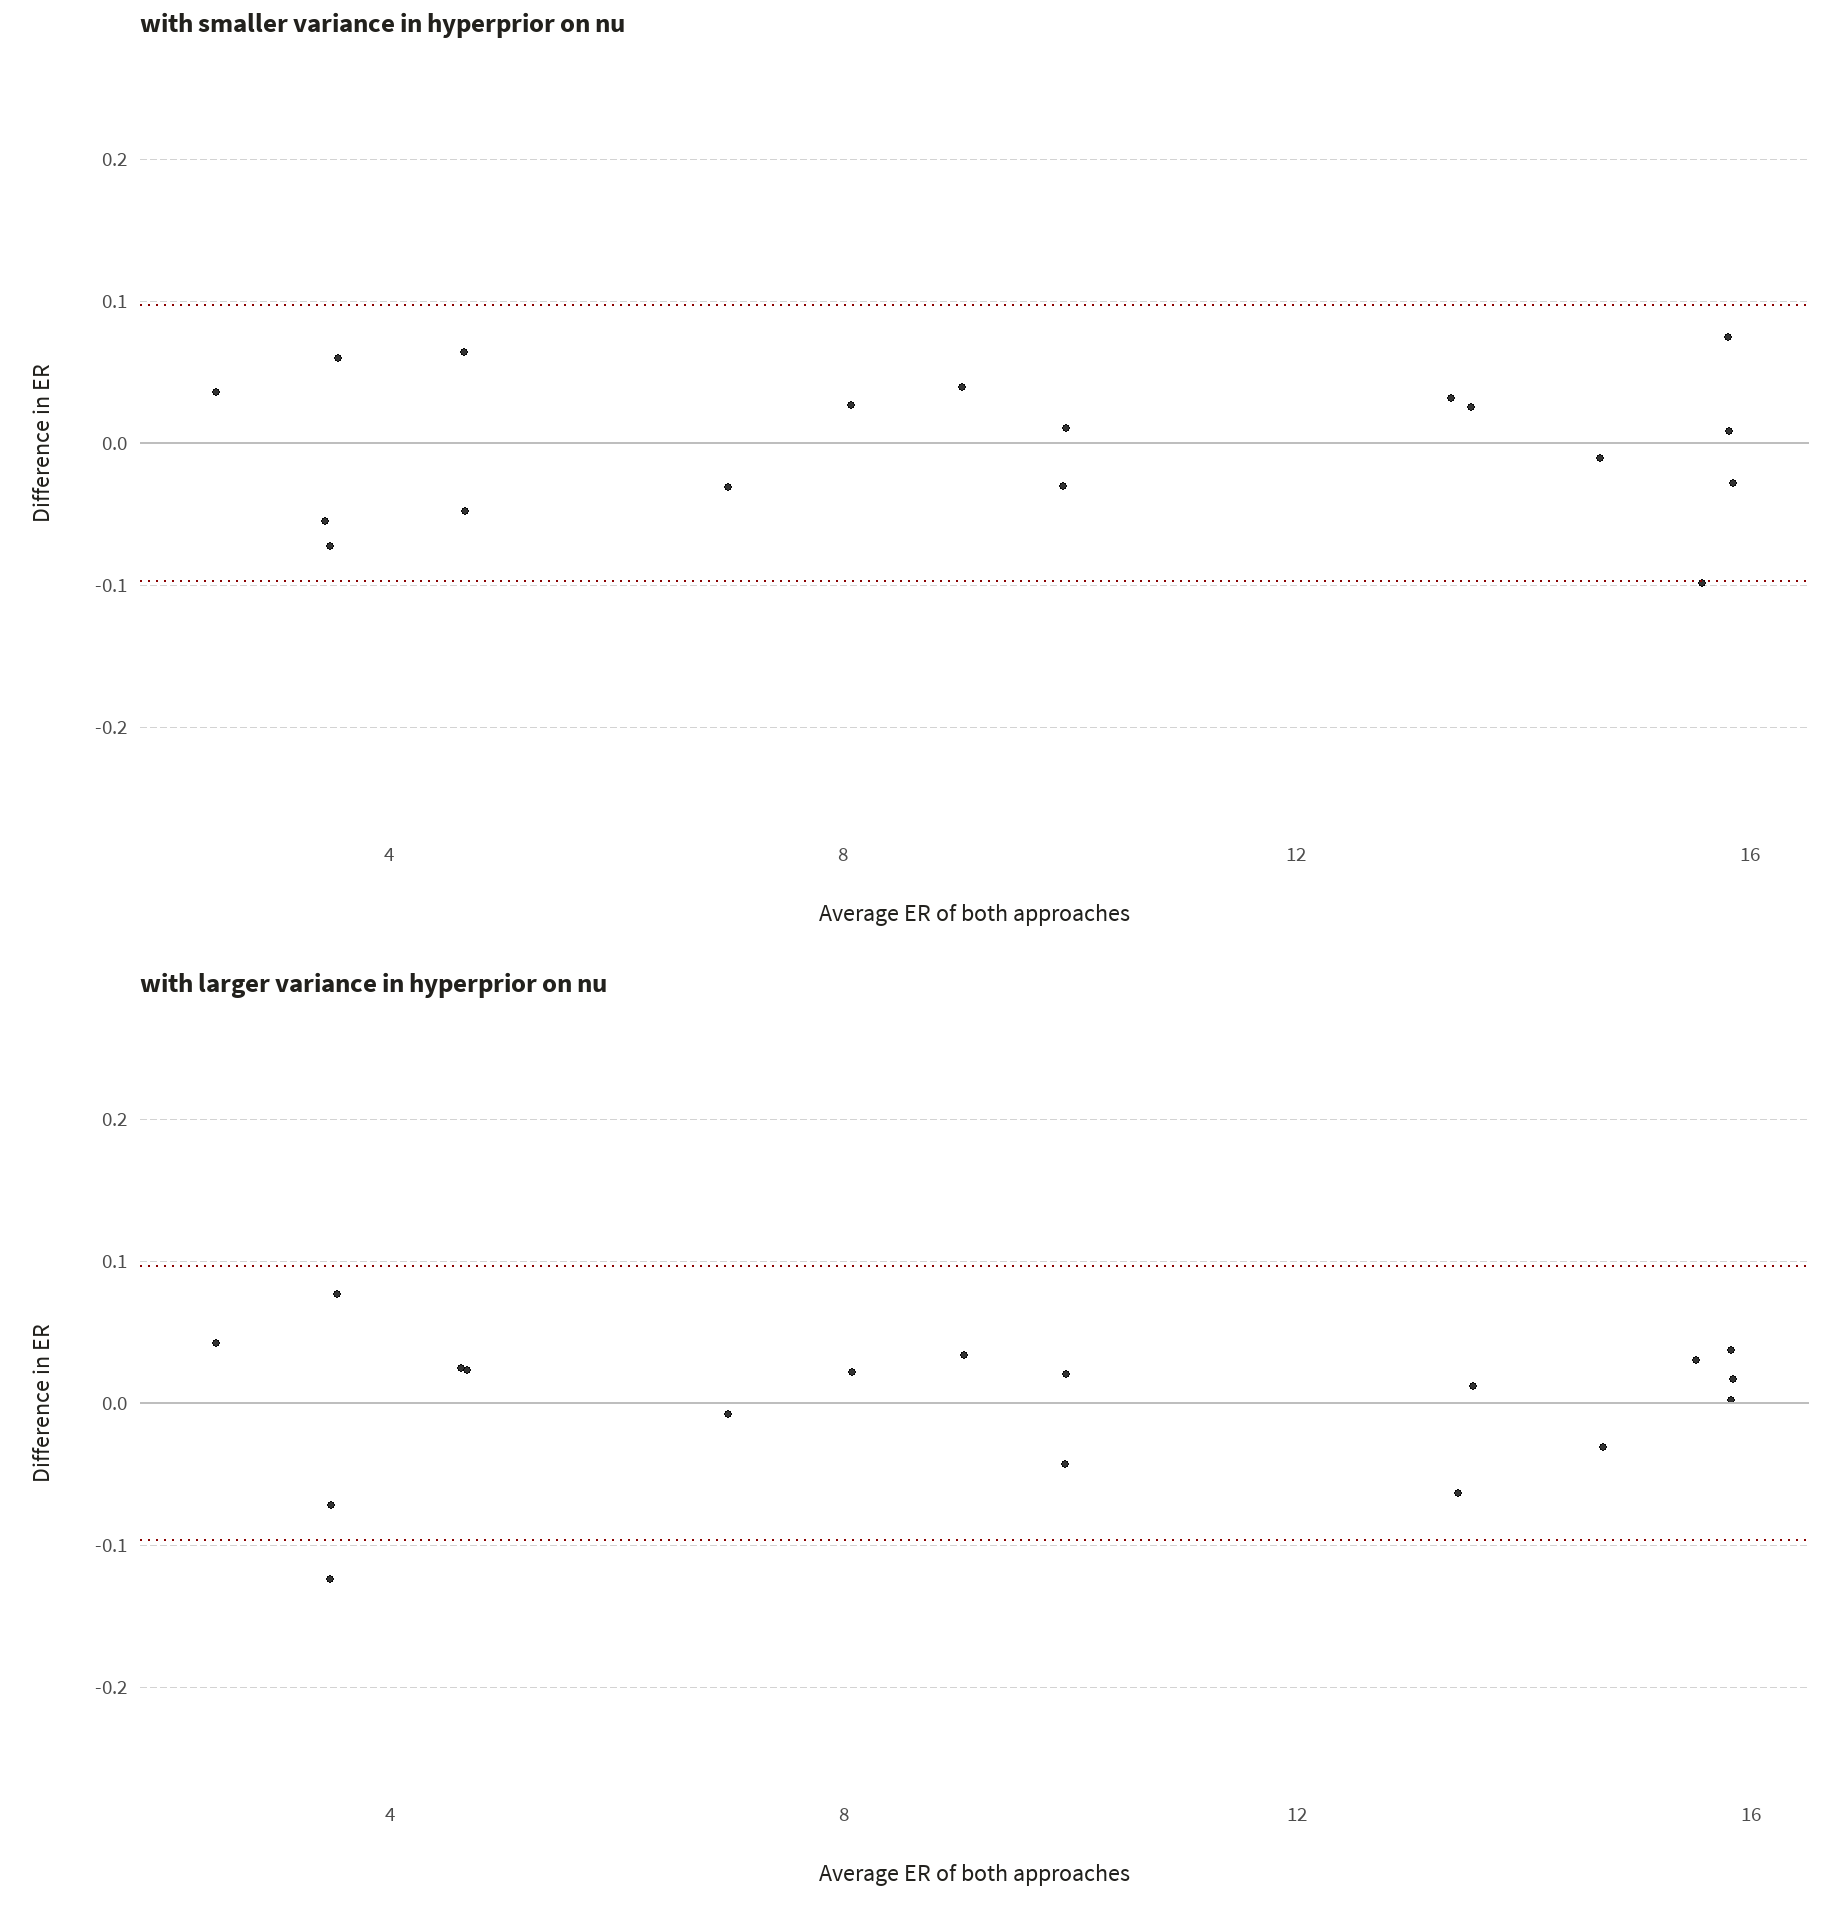 with smaller variance in hyperprior on nu
Difference in ER
0.2
0.1
0.0
-0.1
-0.2
4 8 12 16
Average ER of both approaches
with larger variance in hyperprior on nu
Difference in ER
0.2
0.1
0.0
-0.1
-0.2
4 8 12 16
Average ER of both approaches